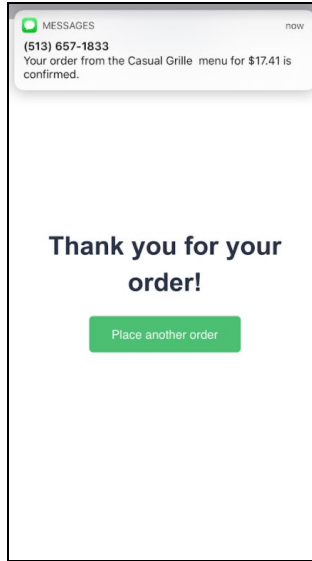 MESSAGES now
(513) 657-1833
Your order from the Casual Grille  menu for $17.41 is
confirmed.
Thank you for your
order!
Place another order